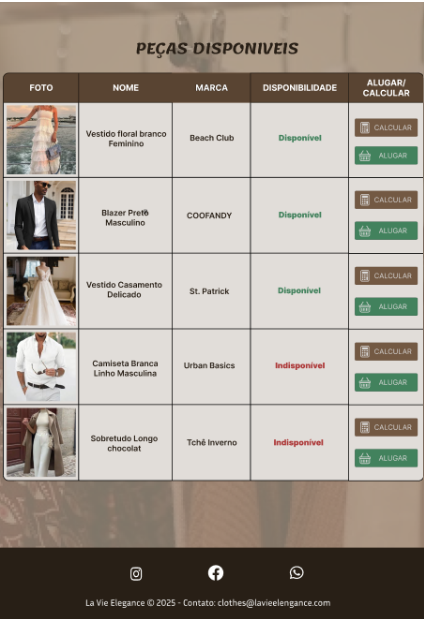 PEÇAS DISPONIVEIS
FOTO NOME MARCA DISPONIBILIDADE ALUGAR/
CALCULAR
Vestido floral branco
Feminino
Beach Club
Disponível
CALCULAR
ALUGAR
Blazer Preto
Masculino
COOFANDY
Disponível
CALCULAR
ALUGAR
Vestido Casamento
Delicado
St. Patrick
Disponível
CALCULAR
ALUGAR
Camiseta Branca
Linho Masculina
Urban Basics
Indisponível
CALCULAR
ALUGAR
Sobretudo Longo
chocolat
Tchê Inverno
Indisponível
CALCULAR
ALUGAR
La Vie Elegance © 2025 - Contato: clothes@lavieelengance.com